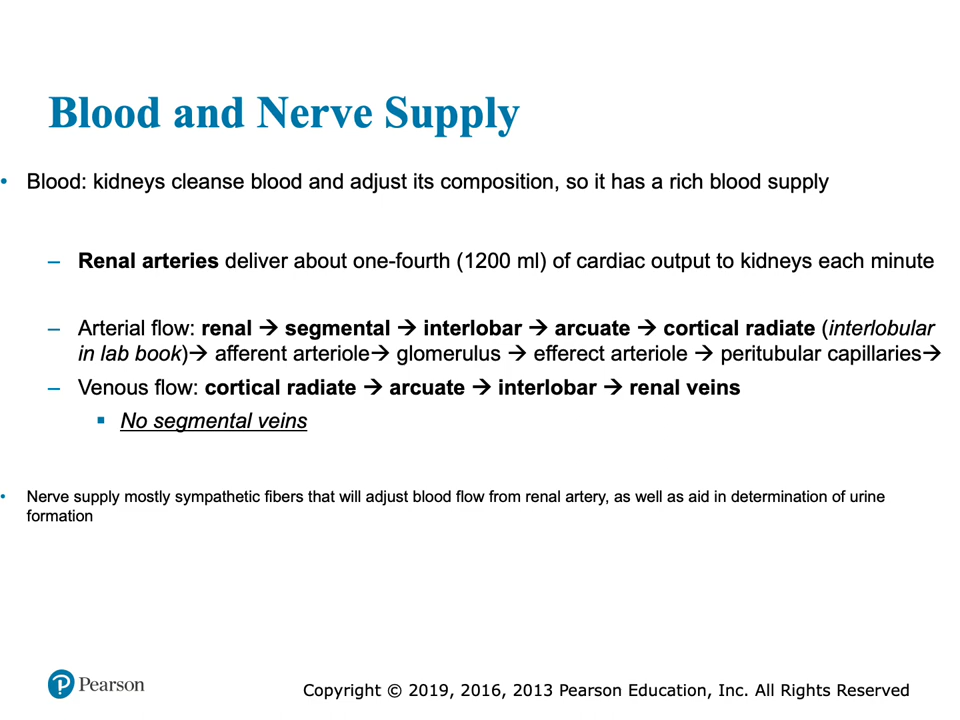 Blood and Nerve Supply
• Blood: kidneys cleanse blood and adjust its composition, so it has a rich blood supply
– Renal arteries deliver about one-fourth (1200 ml) of cardiac output to kidneys each minute
– Arterial flow: renal → segmental → interlobar → arcuate → cortical radiate (interlobular
in lab book)→ afferent arteriole→ glomerulus → efferect arteriole → peritubular capillaries→
– Venous flow: cortical radiate → arcuate → interlobar → renal veins
▪ No segmental veins
• Nerve supply mostly sympathetic fibers that will adjust blood flow from renal artery, as well as aid in determination of urine
formation
P Pearson
Copyright © 2019, 2016, 2013 Pearson Education, Inc. All Rights Reserved